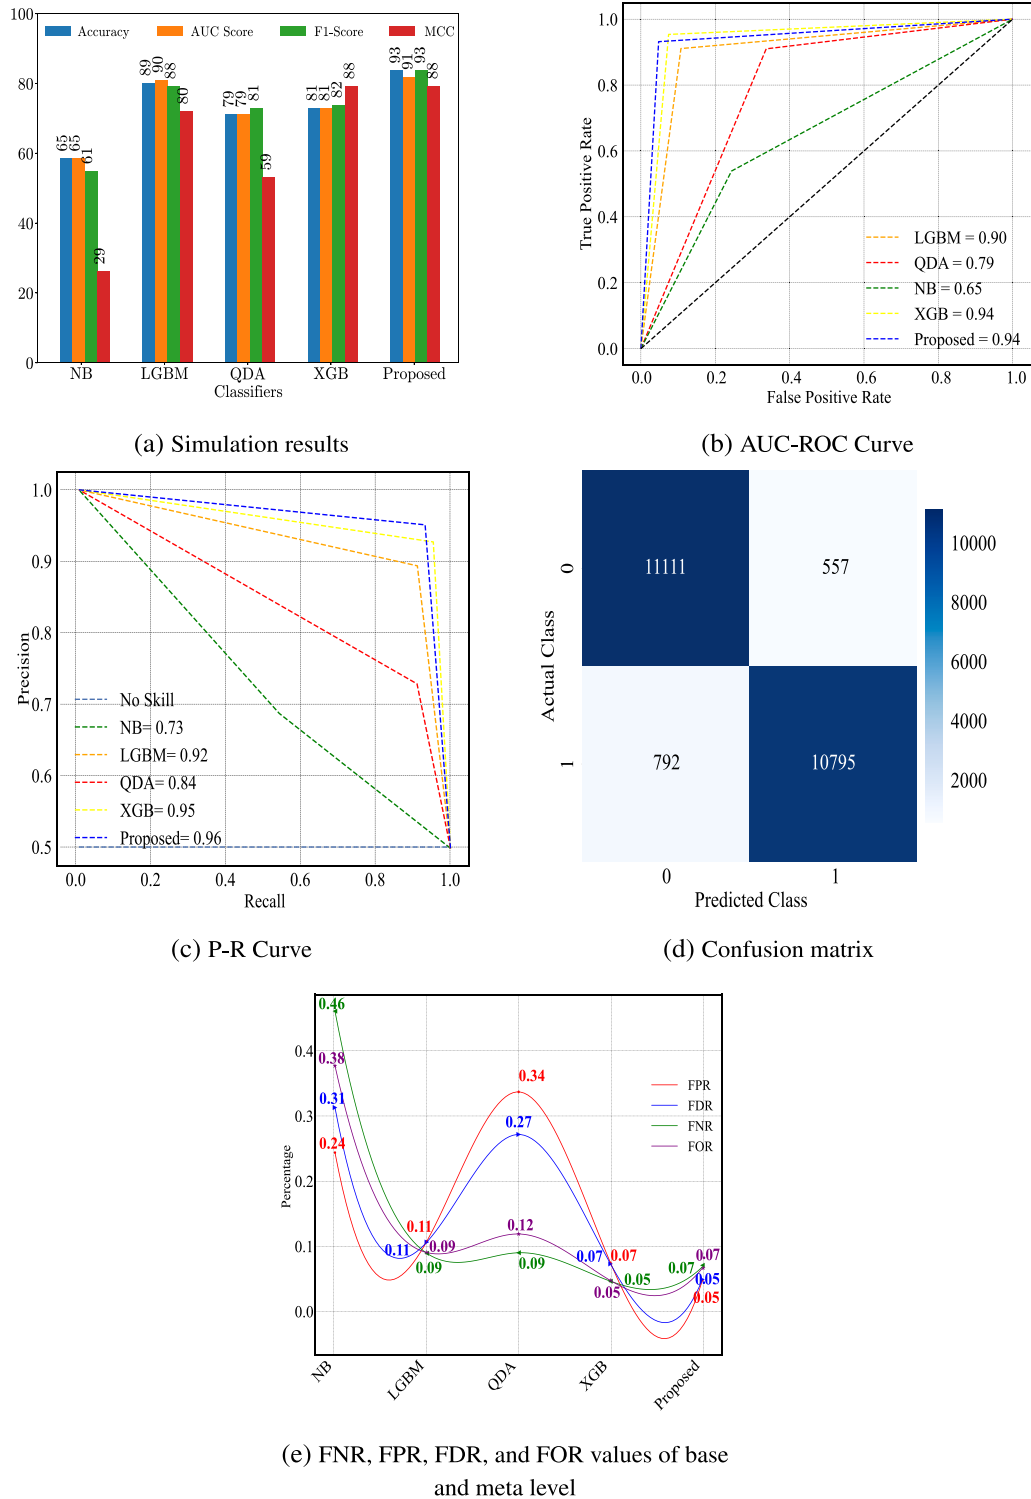 100
80
60
40
20
0
Accuracy AUC Score F1-Score MCC
65 65 61 29
89 90 88 80
79 79 81 59
81 81 82 88
93 91 93 88
NB LGBM QDA XGB Proposed
Classifiers
(a) Simulation results
True Positive Rate
1.0
0.8
0.6
0.4
0.2
0.0
LGBM = 0.90
QDA = 0.79
NB = 0.65
XGB = 0.94
Proposed = 0.94
0.0 0.2 0.4 0.6 0.8 1.0
False Positive Rate
(b) AUC-ROC Curve
Precision
1.0
0.9
0.8
0.7
0.6
0.5
No Skill
NB= 0.73
LGBM= 0.92
QDA= 0.84
XGB= 0.95
Proposed= 0.96
0.0 0.2 0.4 0.6 0.8 1.0
Recall
(c) P-R Curve
Actual Class
0
1
11111 557
792 10795
0 1
Predicted Class
10000
8000
6000
4000
2000
(d) Confusion matrix
Percentage
0.4
0.3
0.2
0.1
0.0
0.46
0.38
0.31
0.24
0.11
0.11
0.09
0.09
0.34
0.27
0.12
0.09
0.07 0.07
0.05
0.05
0.07
0.07
0.05
0.05
FPR
FDR
FNR
FOR
NB LGBM QDA XGB Proposed
(e) FNR, FPR, FDR, and FOR values of base
and meta level